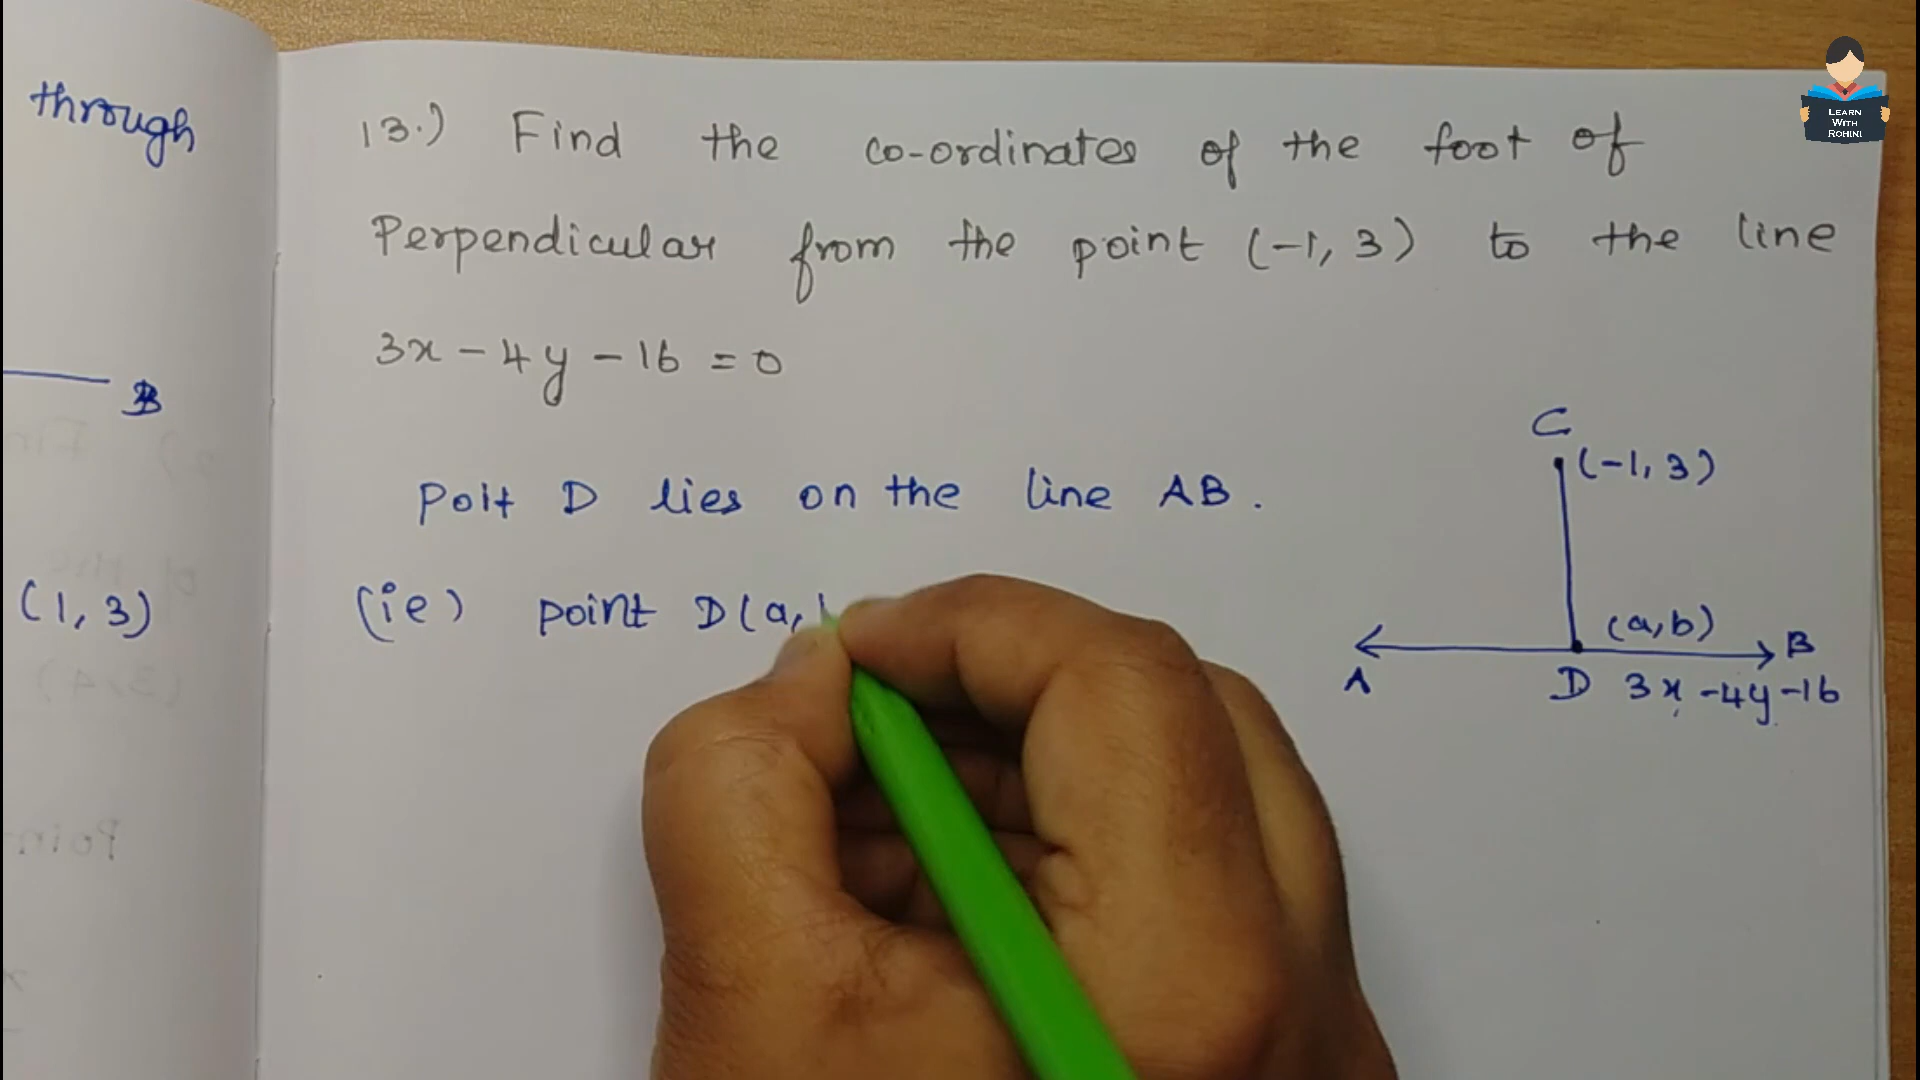 through
B
(1, 3)
13.) Find the co-ordinates of the foot of
Perpendicular from the point (-1, 3) to the line
3x - 4y - 16 = 0
poit D lies on the line AB.
(ie) point D(a,
C
(-1, 3)
(a,b)
A
B
D 3x -4y -16
LEARN
WITH
ROHINI